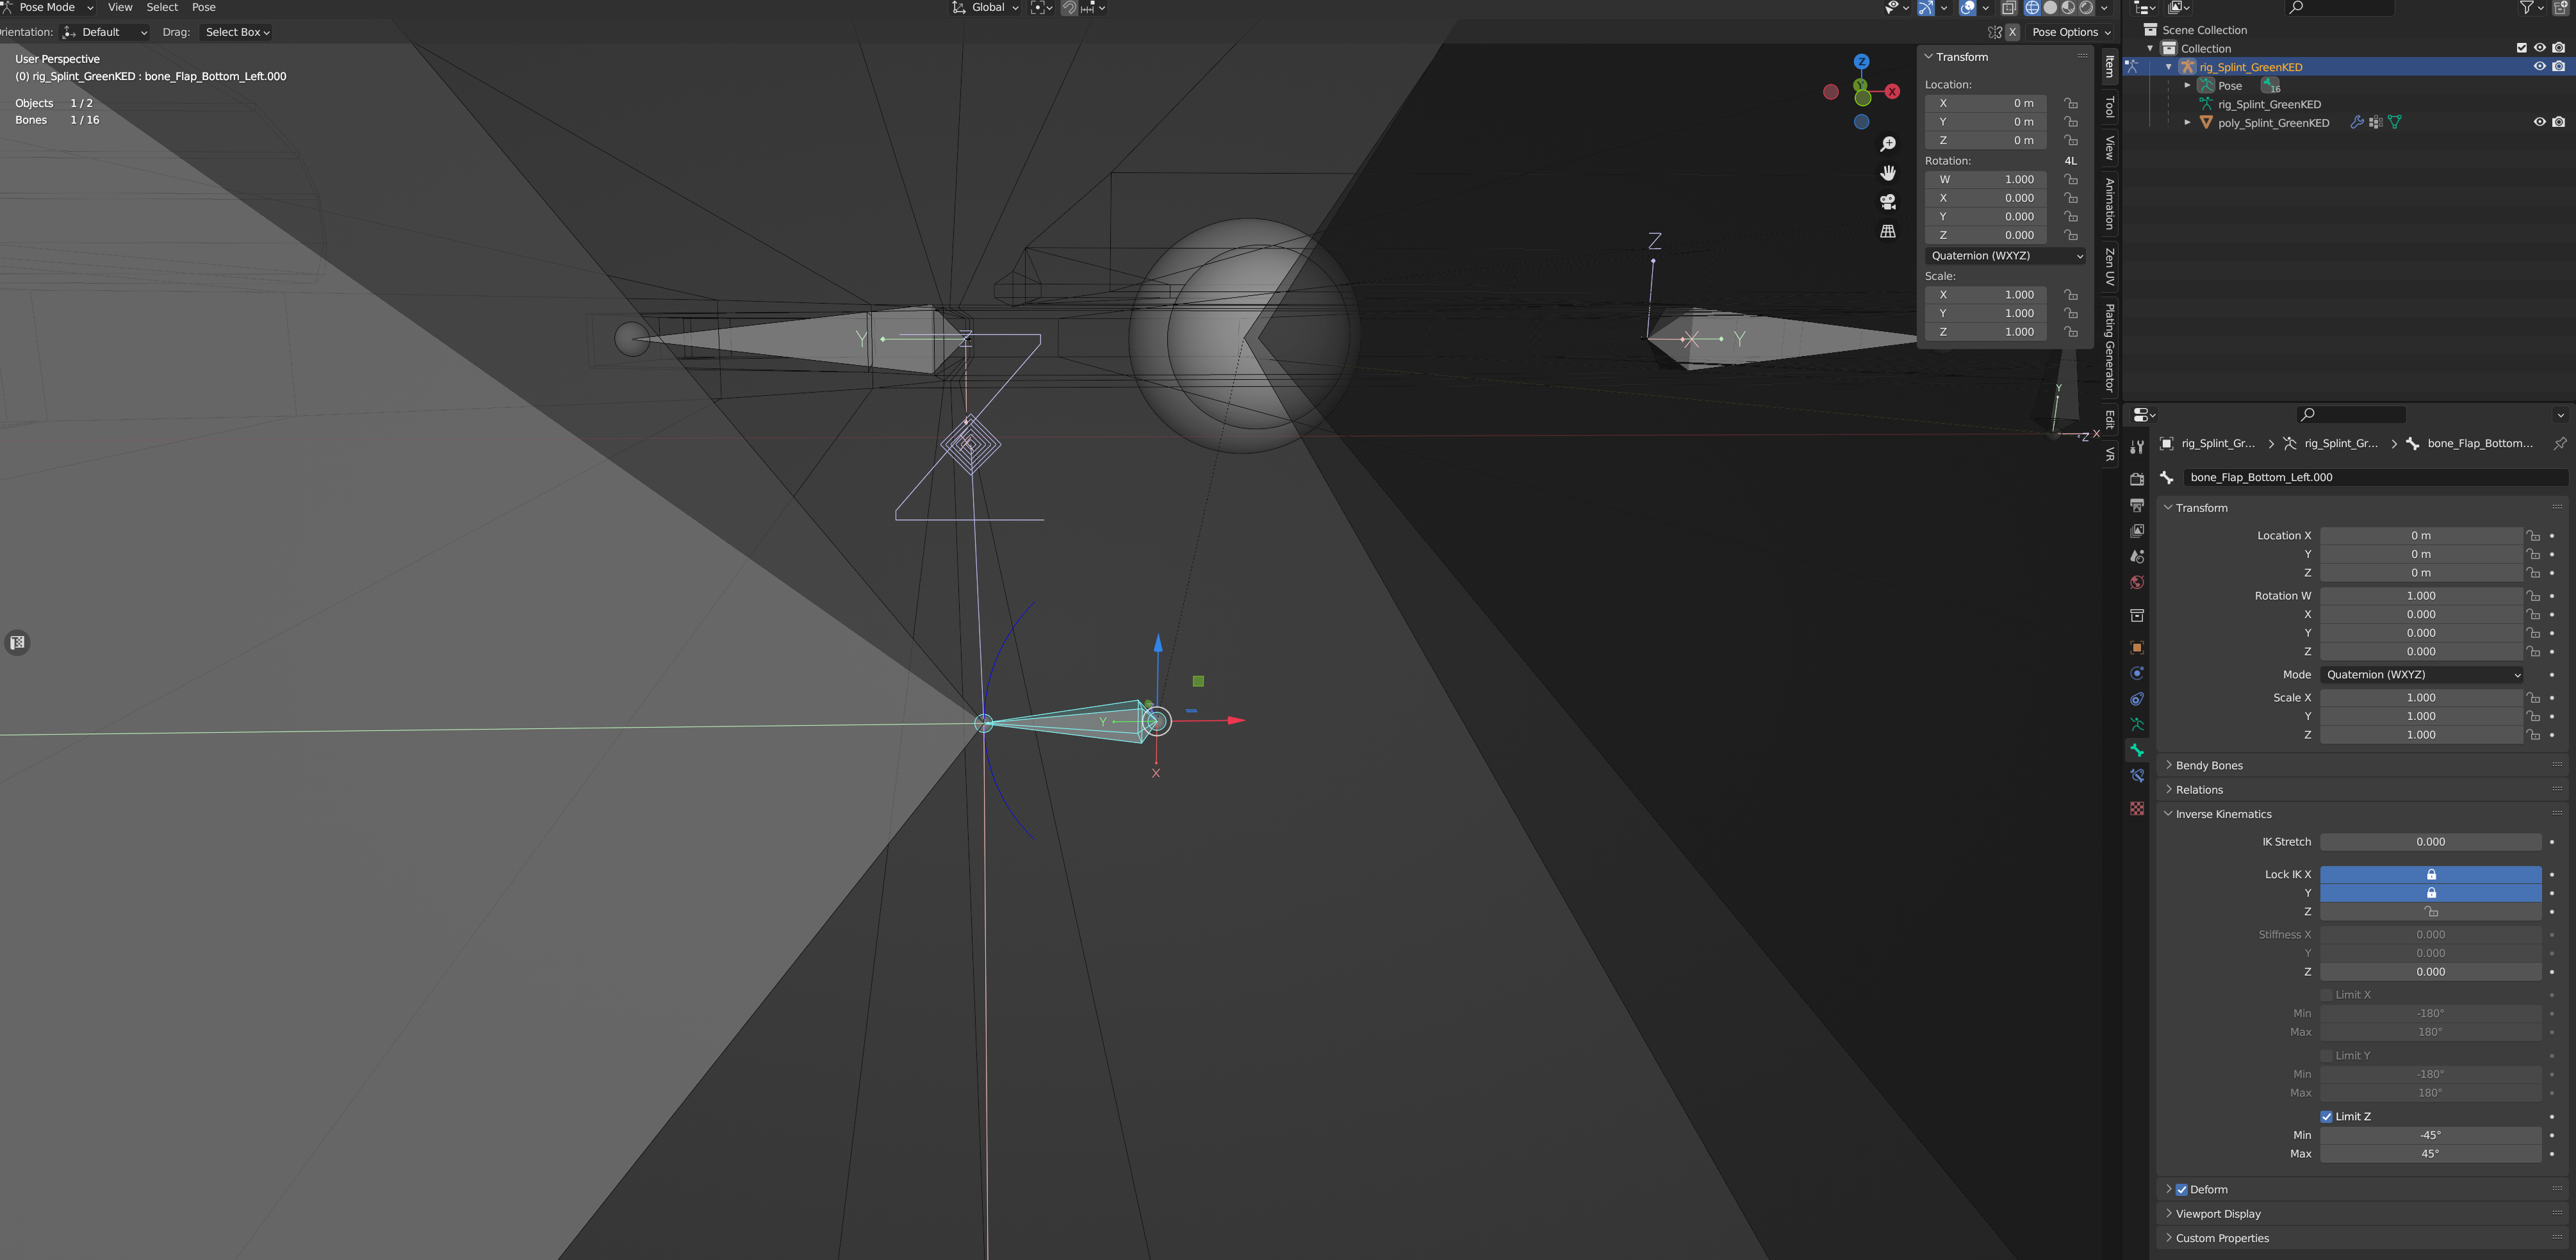 Pose Mode View Select Pose Global
rientation: Default Drag: Select Box X Pose Options
User Perspective
(0) rig_Splint_GreenKED : bone_Flap_Bottom_Left.000
Objects 1 / 2
Bones 1 / 16
Z
Y
X
Transform
Location:
X 0 m
Y 0 m
Z 0 m
Rotation: 4L
W 1.000
X 0.000
Y 0.000
Z 0.000
Quaternion (WXYZ)
Scale:
X 1.000
Y 1.000
Z 1.000
Item
Tool
View
Animation
Zen UV
Plating Generator
Edit
VR
Z
Y
Z
X
Y
Y
Z
X
Z
Y
X
Scene Collection
Collection
rig_Splint_GreenKED
Pose 16
rig_Splint_GreenKED
poly_Splint_GreenKED
rig_Splint_Gr... rig_Splint_Gr... bone_Flap_Bottom...
bone_Flap_Bottom_Left.000
Transform
Location X 0 m
Y 0 m
Z 0 m
Rotation W 1.000
X 0.000
Y 0.000
Z 0.000
Mode Quaternion (WXYZ)
Scale X 1.000
Y 1.000
Z 1.000
Bendy Bones
Relations
Inverse Kinematics
IK Stretch 0.000
Lock IK X
Y
Z
Stiffness X 0.000
Y 0.000
Z 0.000
Limit X
Min -180°
Max 180°
Limit Y
Min -180°
Max 180°
Limit Z
Min -45°
Max 45°
Deform
Viewport Display
Custom Properties